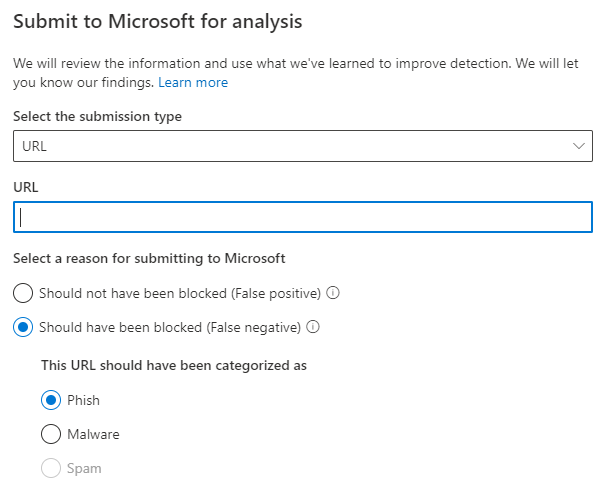 Submit to Microsoft for analysis
We will review the information and use what we've learned to improve detection. We will let
you know our findings. Learn more
Select the submission type
URL
URL
Select a reason for submitting to Microsoft
Should not have been blocked (False positive)
Should have been blocked (False negative)
This URL should have been categorized as
Phish
Malware
Spam